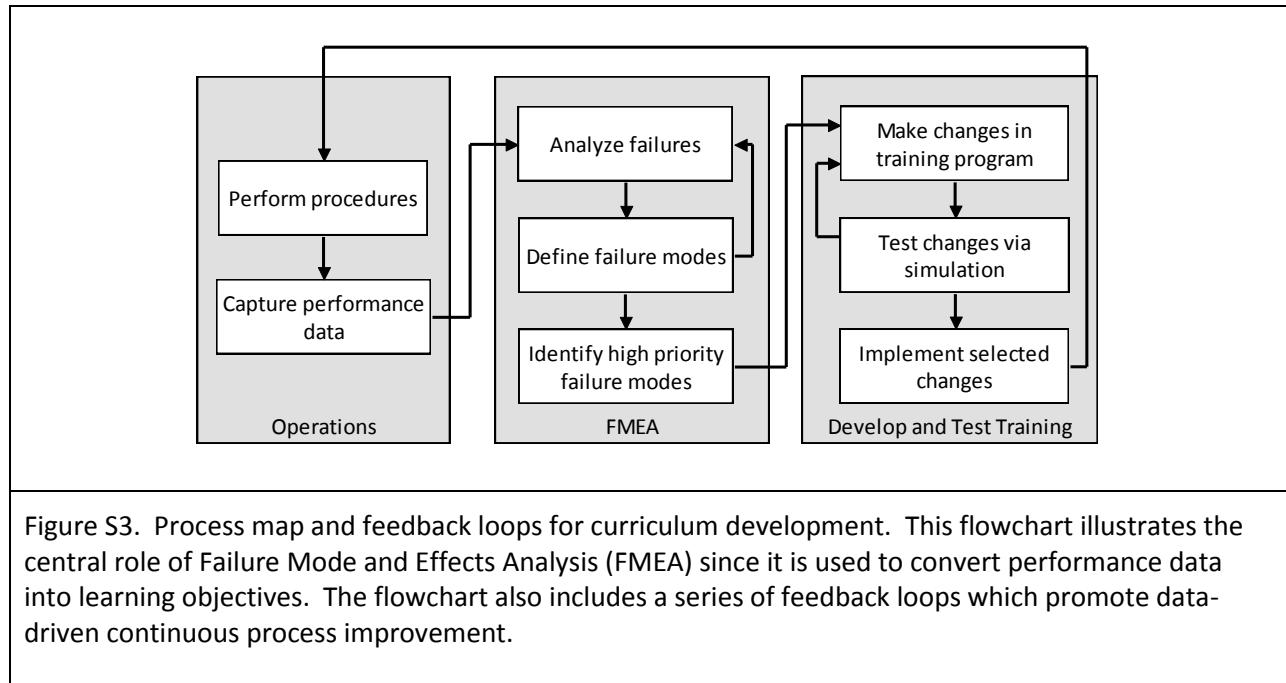 Perform procedures
Capture performance
data
Operations
Analyze failures
Define failure modes
Identify high priority
failure modes
FMEA
Make changes in
training program
Test changes via
simulation
Implement selected
changes
Develop and Test Training
Figure S3.  Process map and feedback loops for curriculum development.  This flowchart illustrates the
central role of Failure Mode and Effects Analysis (FMEA) since it is used to convert performance data
into learning objectives.  The flowchart also includes a series of feedback loops which promote data-
driven continuous process improvement.